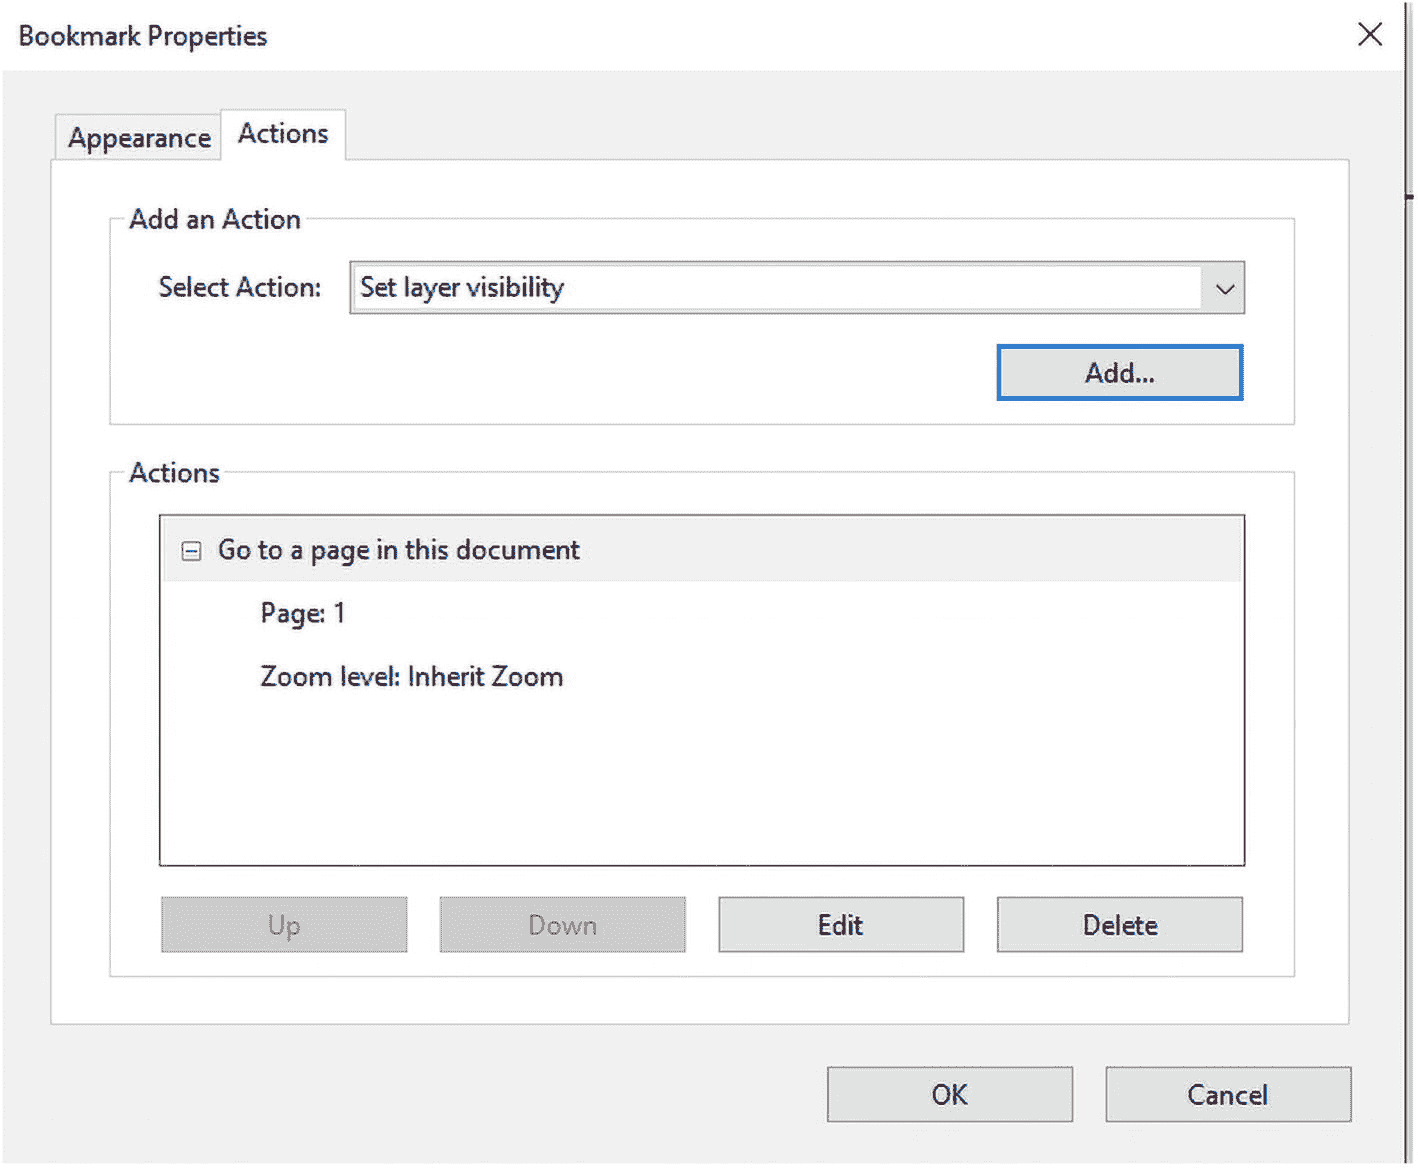 Bookmark Properties
Appearance
Actions
Add an Action
Select Action:
Set layer visibility
Add...
Actions
Go to a page in this document
Page: 1
Zoom level: Inherit Zoom
Up
Down
Edit
Delete
OK
Cancel